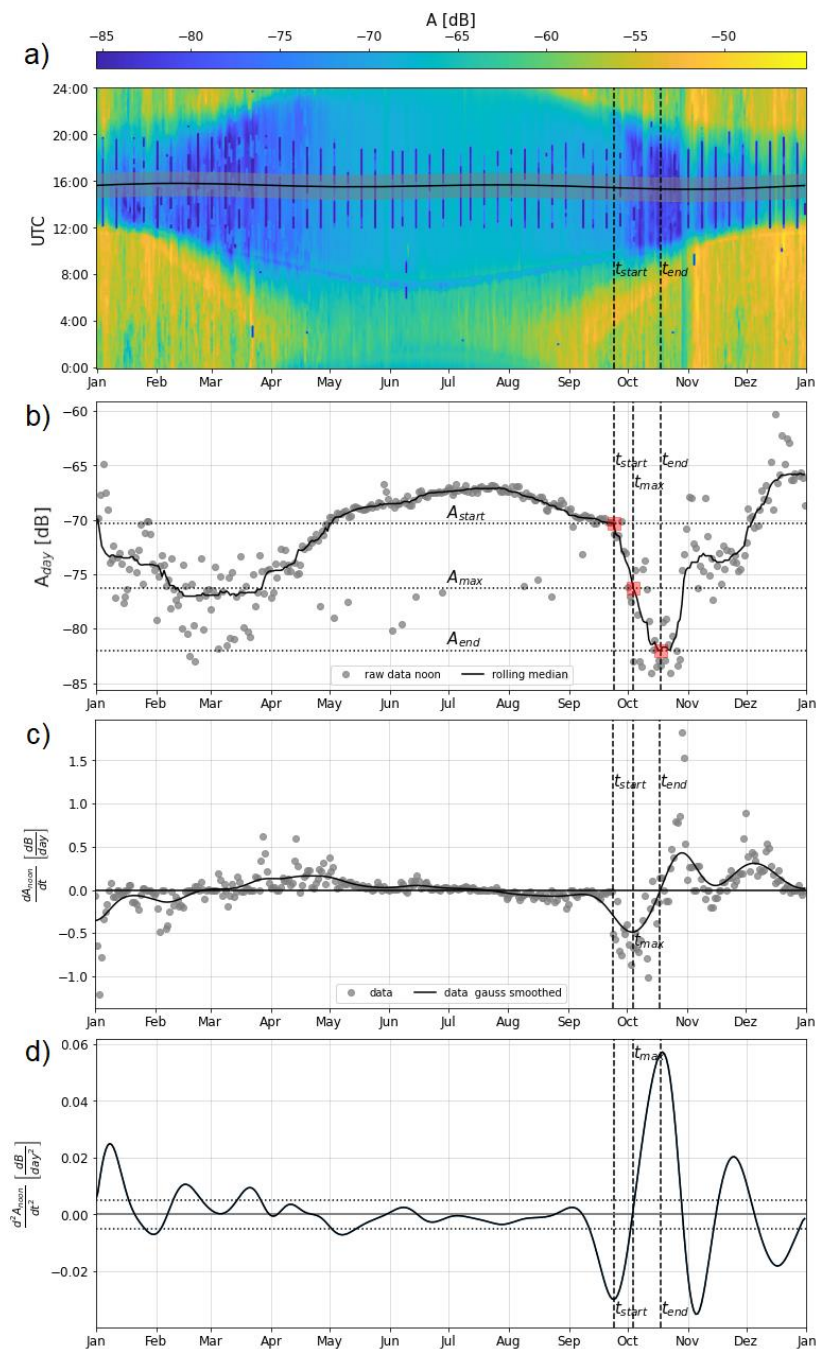 A [dB]
−85 −80 −75 −70 −65 −60 −55 −50
a)
24:00
20:00
16:00
12:00
8:00
4:00
0:00
UTC
t_start t_end
Jan Feb Mar Apr May Jun Jul Aug Sep Oct Nov Dez Jan
b)
−60
−65
−70
−75
−80
−85
A_day [dB]
t_start t_end
t_max
A_start
A_max
A_end
raw data noon rolling median
Jan Feb Mar Apr May Jun Jul Aug Sep Oct Nov Dez Jan
c)
1.5
1.0
0.5
0.0
−0.5
−1.0
dA_noon/dt [dB/day]
t_start t_end
t_max
data data gauss smoothed
Jan Feb Mar Apr May Jun Jul Aug Sep Oct Nov Dez Jan
d)
0.06
0.04
0.02
0.00
−0.02
d²A_noon/dt² [dB/day²]
t_max
t_start t_end
Jan Feb Mar Apr May Jun Jul Aug Sep Oct Nov Dez Jan